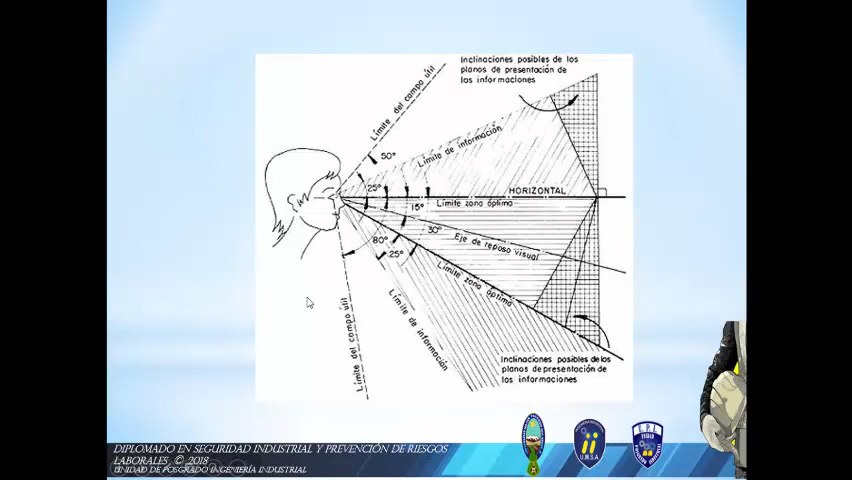 Inclinaciones posibles de los
planos de presentación de
las informaciones
Límite del campo útil
50°
Límite de información
25°
HORIZONTAL
Límite zona óptima
15°
30°
Eje de reposo visual
80°
25°
Límite zona óptima
Límite de información
Límite del campo útil
Inclinaciones posibles de los
planos de presentación de
las informaciones
DIPLOMADO EN SEGURIDAD INDUSTRIAL Y PREVENCIÓN DE RIESGOS
LABORALES © 2018
UNIDAD DE POSGRADO INGENIERÍA INDUSTRIAL
U.M.S.A.